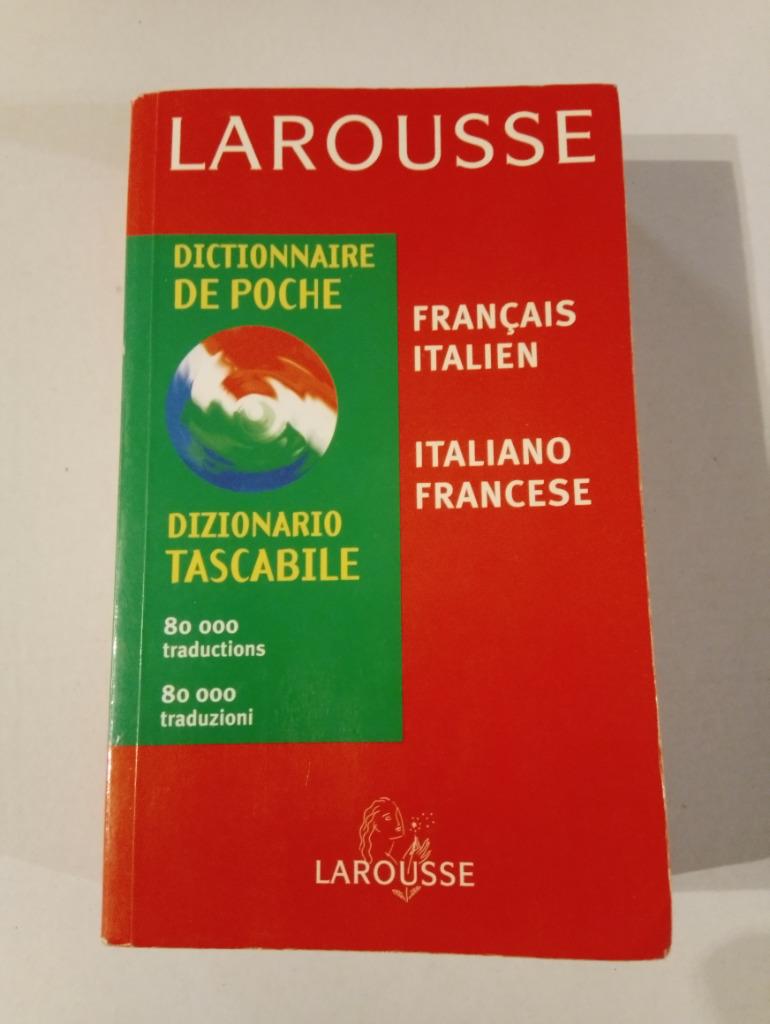 LAROUSSE
DICTIONNAIRE
DE POCHE
FRANÇAIS
ITALIEN
ITALIANO
FRANCESE
DIZIONARIO
TASCABILE
80 000
traductions
80 000
traduzioni
LAROUSSE